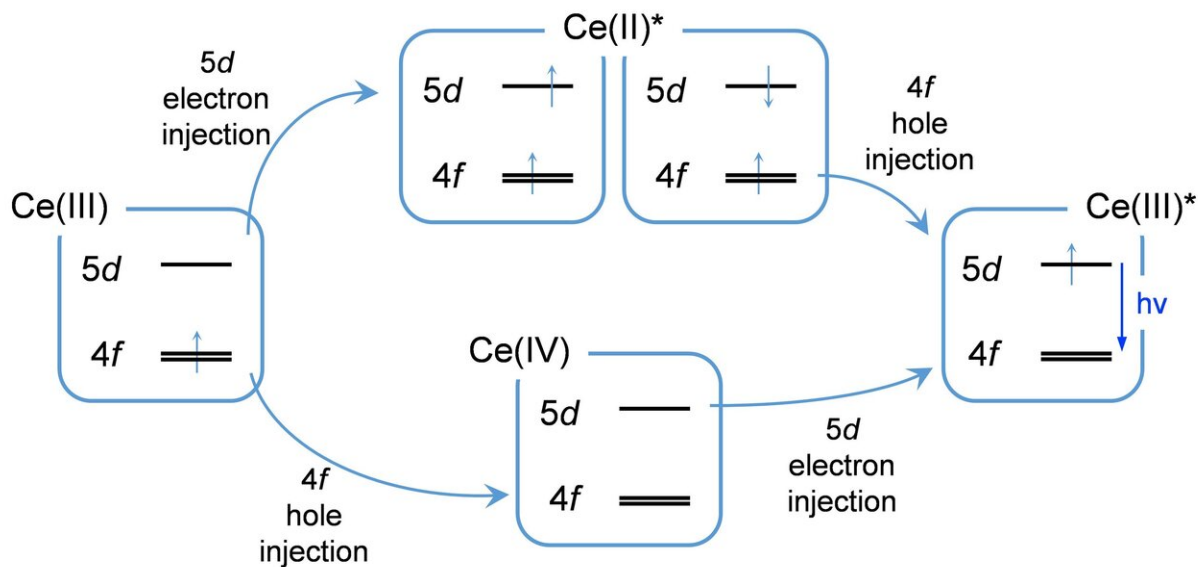 Ce(II)*
5d
electron
injection
5d
4f
5d
4f
4f
hole
injection
Ce(III)
5d
4f
Ce(III)*
5d
4f
hν
4f
hole
injection
Ce(IV)
5d
4f
5d
electron
injection